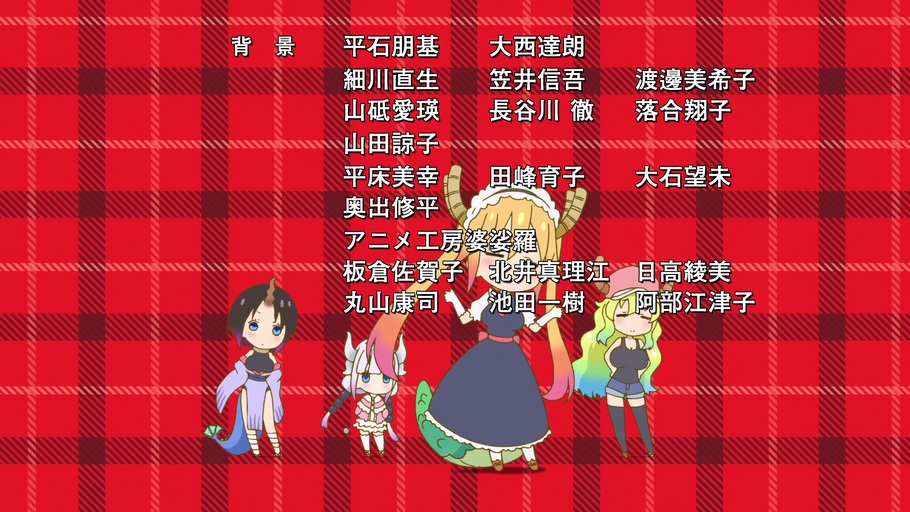 背景 平石朋基 大西達朗
細川直生 笠井信吾 渡邊美希子
山砥愛瑛 長谷川 徹 落合翔子
山田諒子
平床美幸 田峰育子 大石望未
奥出修平
アニメ工房婆娑羅
板倉佐賀子 北井真理江 日高綾美
丸山康司 池田一樹 阿部江津子